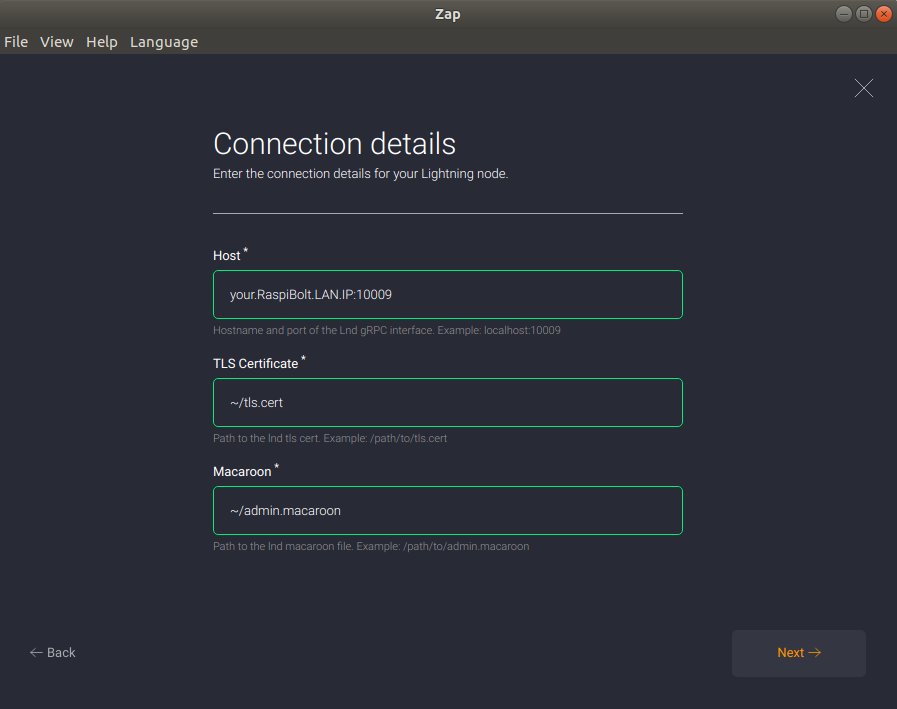 Zap
File View Help Language
Connection details
Enter the connection details for your Lightning node.
Host *
your.RaspiBolt.LAN.IP:10009
Hostname and port of the Lnd gRPC interface. Example: localhost:10009
TLS Certificate *
~/tls.cert
Path to the lnd tls cert. Example: /path/to/tls.cert
Macaroon *
~/admin.macaroon
Path to the lnd macaroon file. Example: /path/to/admin.macaroon
← Back
Next →